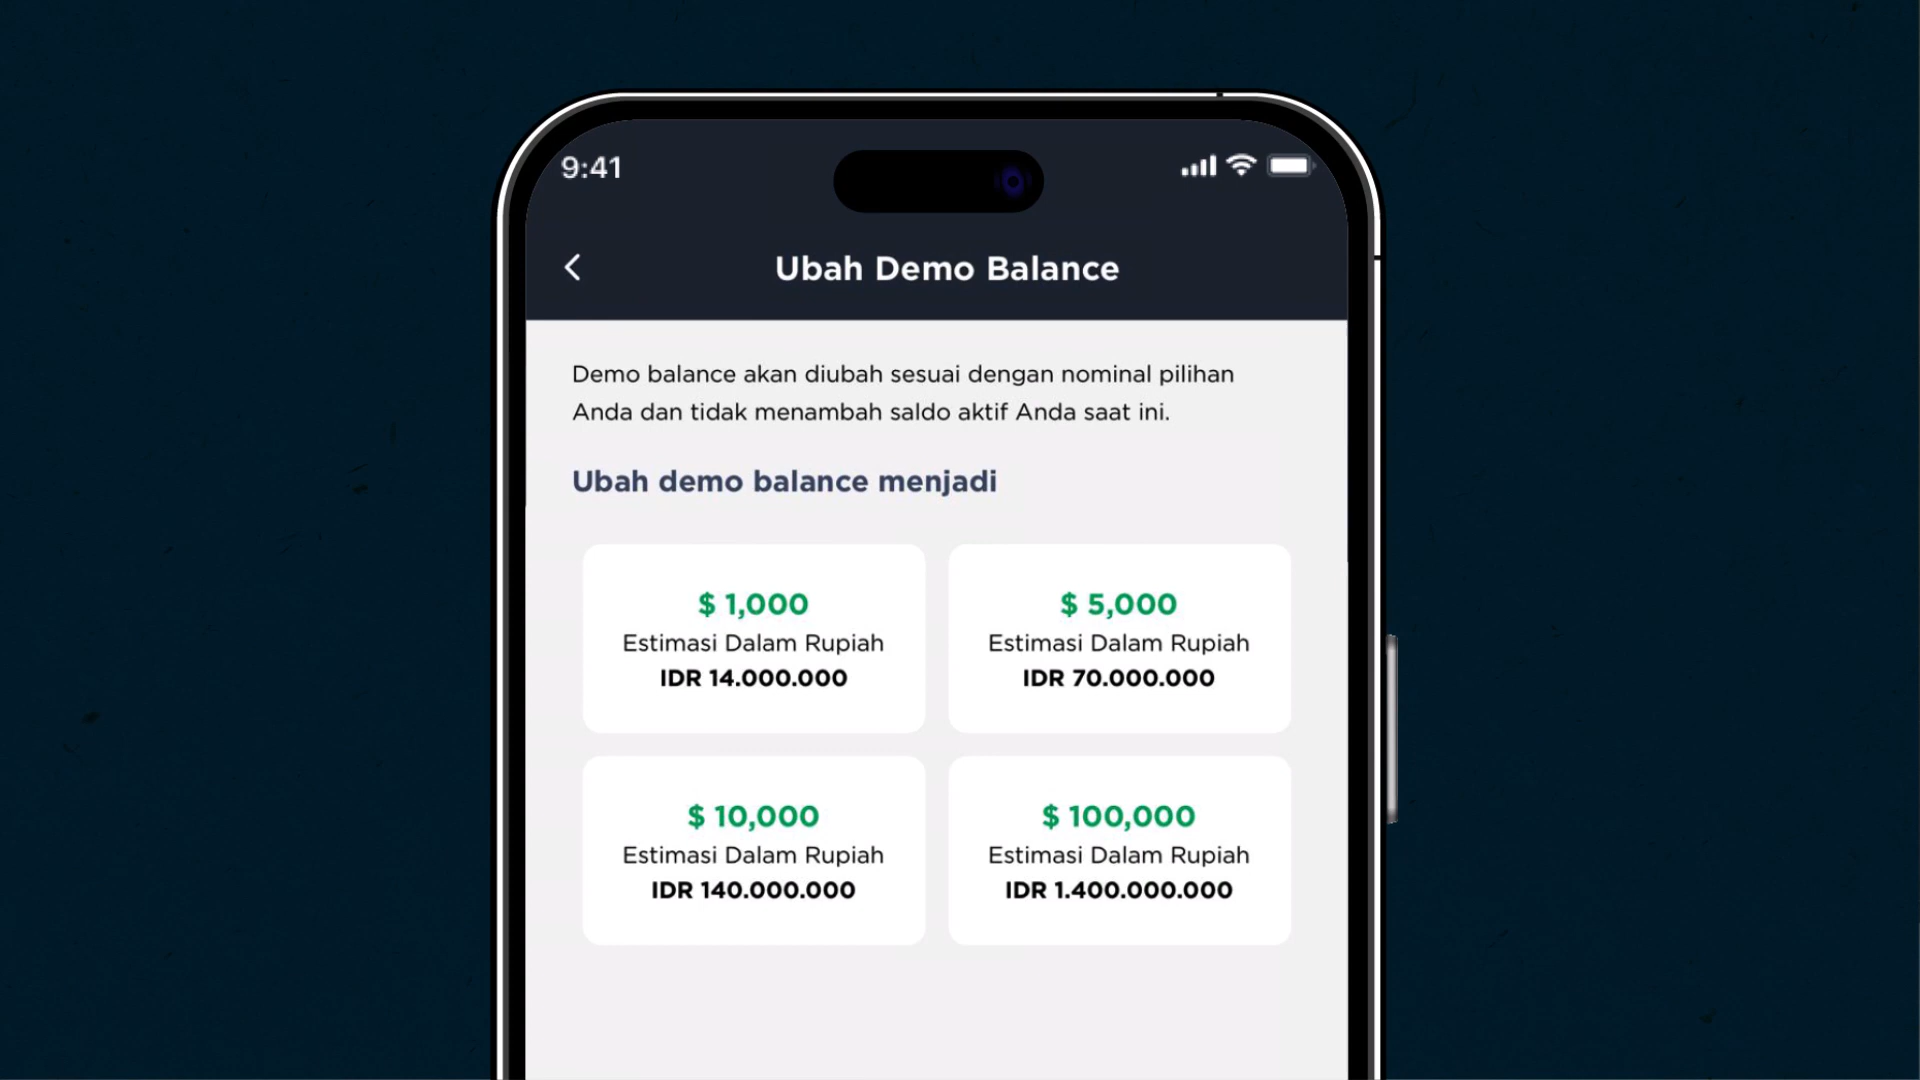 9:41
Ubah Demo Balance
Demo balance akan diubah sesuai dengan nominal pilihan
Anda dan tidak menambah saldo aktif Anda saat ini.
Ubah demo balance menjadi
$ 1,000
Estimasi Dalam Rupiah
IDR 14.000.000
$ 5,000
Estimasi Dalam Rupiah
IDR 70.000.000
$ 10,000
Estimasi Dalam Rupiah
IDR 140.000.000
$ 100,000
Estimasi Dalam Rupiah
IDR 1.400.000.000